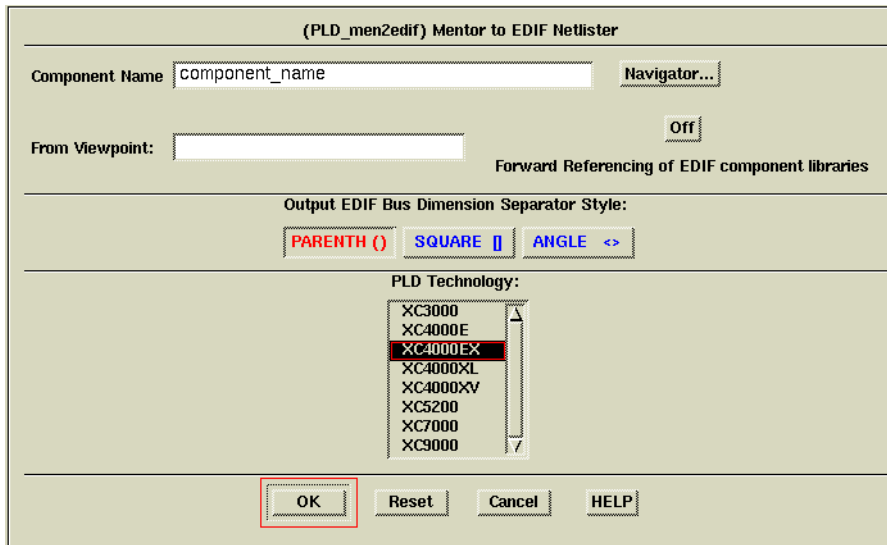 (PLD_men2edif) Mentor to EDIF Netlister
Component Name component_name Navigator...
Off
From Viewpoint:
Forward Referencing of EDIF component libraries
Output EDIF Bus Dimension Separator Style:
PARENTH () SQUARE [] ANGLE <>
PLD Technology:
XC3000
XC4000E
XC4000EX
XC4000XL
XC4000XV
XC5200
XC7000
XC9000
OK Reset Cancel HELP